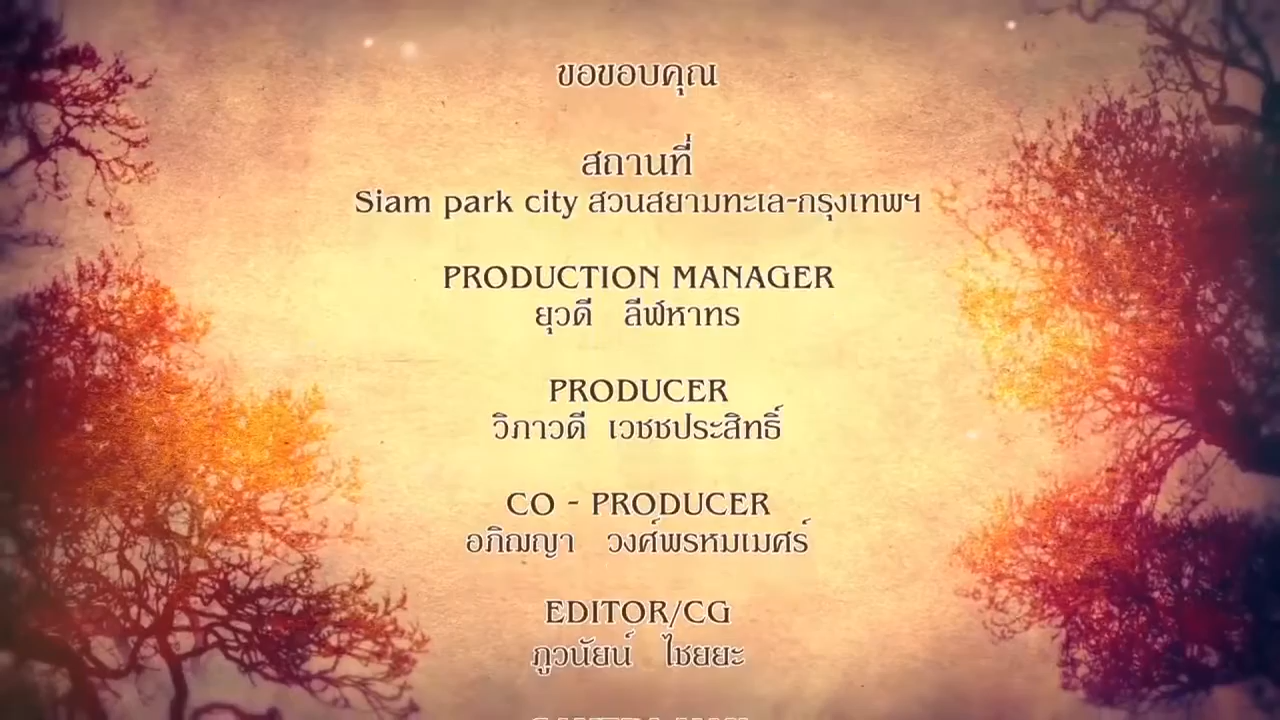 ขอขอบคุณ
สถานที่
Siam park city สวนสยามทะเล-กรุงเทพฯ
PRODUCTION MANAGER
ยุวดี ลีฬหาทร
PRODUCER
วิภาวดี เวชชประสิทธิ์
CO - PRODUCER
อภิฌญา วงศ์พรหมเมศร์
EDITOR/CG
ภูวนัยน์ ไชยยะ